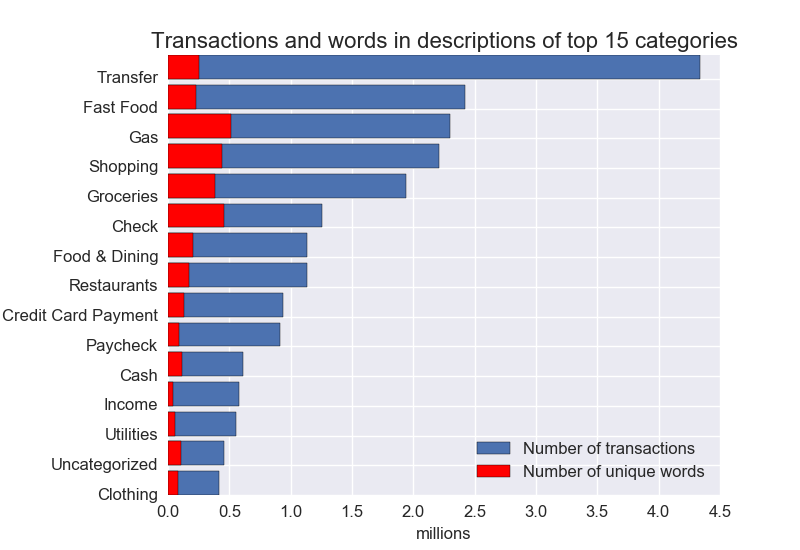 Transactions and words in descriptions of top 15 categories
Transfer
Fast Food
Gas
Shopping
Groceries
Check
Food & Dining
Restaurants
Credit Card Payment
Paycheck
Cash
Income
Utilities
Uncategorized
Clothing
Number of transactions
Number of unique words
0.0 0.5 1.0 1.5 2.0 2.5 3.0 3.5 4.0 4.5
millions